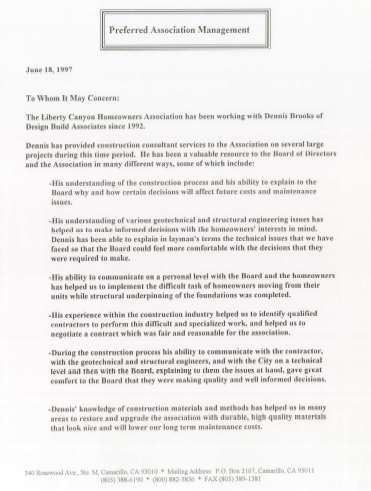 Preferred Association Management
June 18, 1997
To Whom It May Concern:
The Liberty Canyon Homeowners Association has been working with Dennis Brooks of
Design Build Associates since 1992.
Dennis has provided construction consultant services to the Association on several large
projects during this time period. He has been a valuable resource to the Board of Directors
and the Association in many different ways, some of which include:
-His understanding of the construction process and his ability to explain to the
Board why and how certain decisions will affect future costs and maintenance
issues.
-His understanding of various geotechnical and structural engineering issues has
helped us to make informed decisions with the homeowners' interests in mind.
Dennis has been able to explain in layman's terms the technical issues that we have
faced so that the Board could feel more comfortable with the decisions that they
were required to make.
-His ability to communicate on a personal level with the Board and the homeowners
has helped us to implement the difficult task of homeowners moving from their
units while structural underpinning of the foundations was completed.
-His experience within the construction industry helped us to identify qualified
contractors to perform this difficult and specialized work, and helped us to
negotiate a contract which was fair and reasonable for the association.
-During the construction process his ability to communicate with the contractor,
with the geotechnical and structural engineers, and with the City on a technical
level and then with the Board, explaining to them the issues at hand, gave great
comfort to the Board that they were making quality and well informed decisions.
-Dennis' knowledge of construction materials and methods has helped us in many
areas to restore and upgrade the association with durable, high quality materials
that look nice and will lower our long term maintenance costs.
340 Rosewood Ave., Ste M, Camarillo, CA 93010 * Mailing Address P.O. Box 2167, Camarillo, CA 93011
(805) 388-6190 * (800) 882-5836 * FAX (805) 389-1381